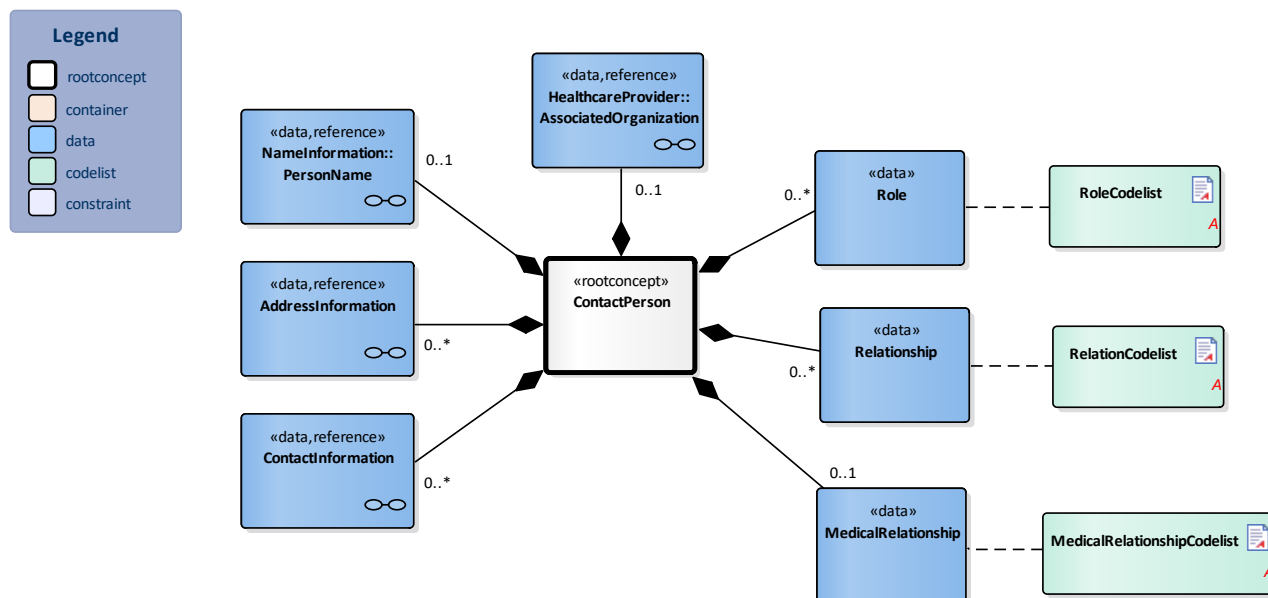 Legend
rootconcept
container
data
codelist
constraint
«data,reference»
NameInformation::
PersonName
0..1
«data,reference»
HealthcareProvider::
AssociatedOrganization
0..1
«data»
Role
0..*
RoleCodelist
A
«data,reference»
AddressInformation
0..*
«rootconcept»
ContactPerson
«data»
Relationship
0..*
RelationCodelist
A
«data,reference»
ContactInformation
0..*
0..1
«data»
MedicalRelationship
MedicalRelationshipCodelist
A